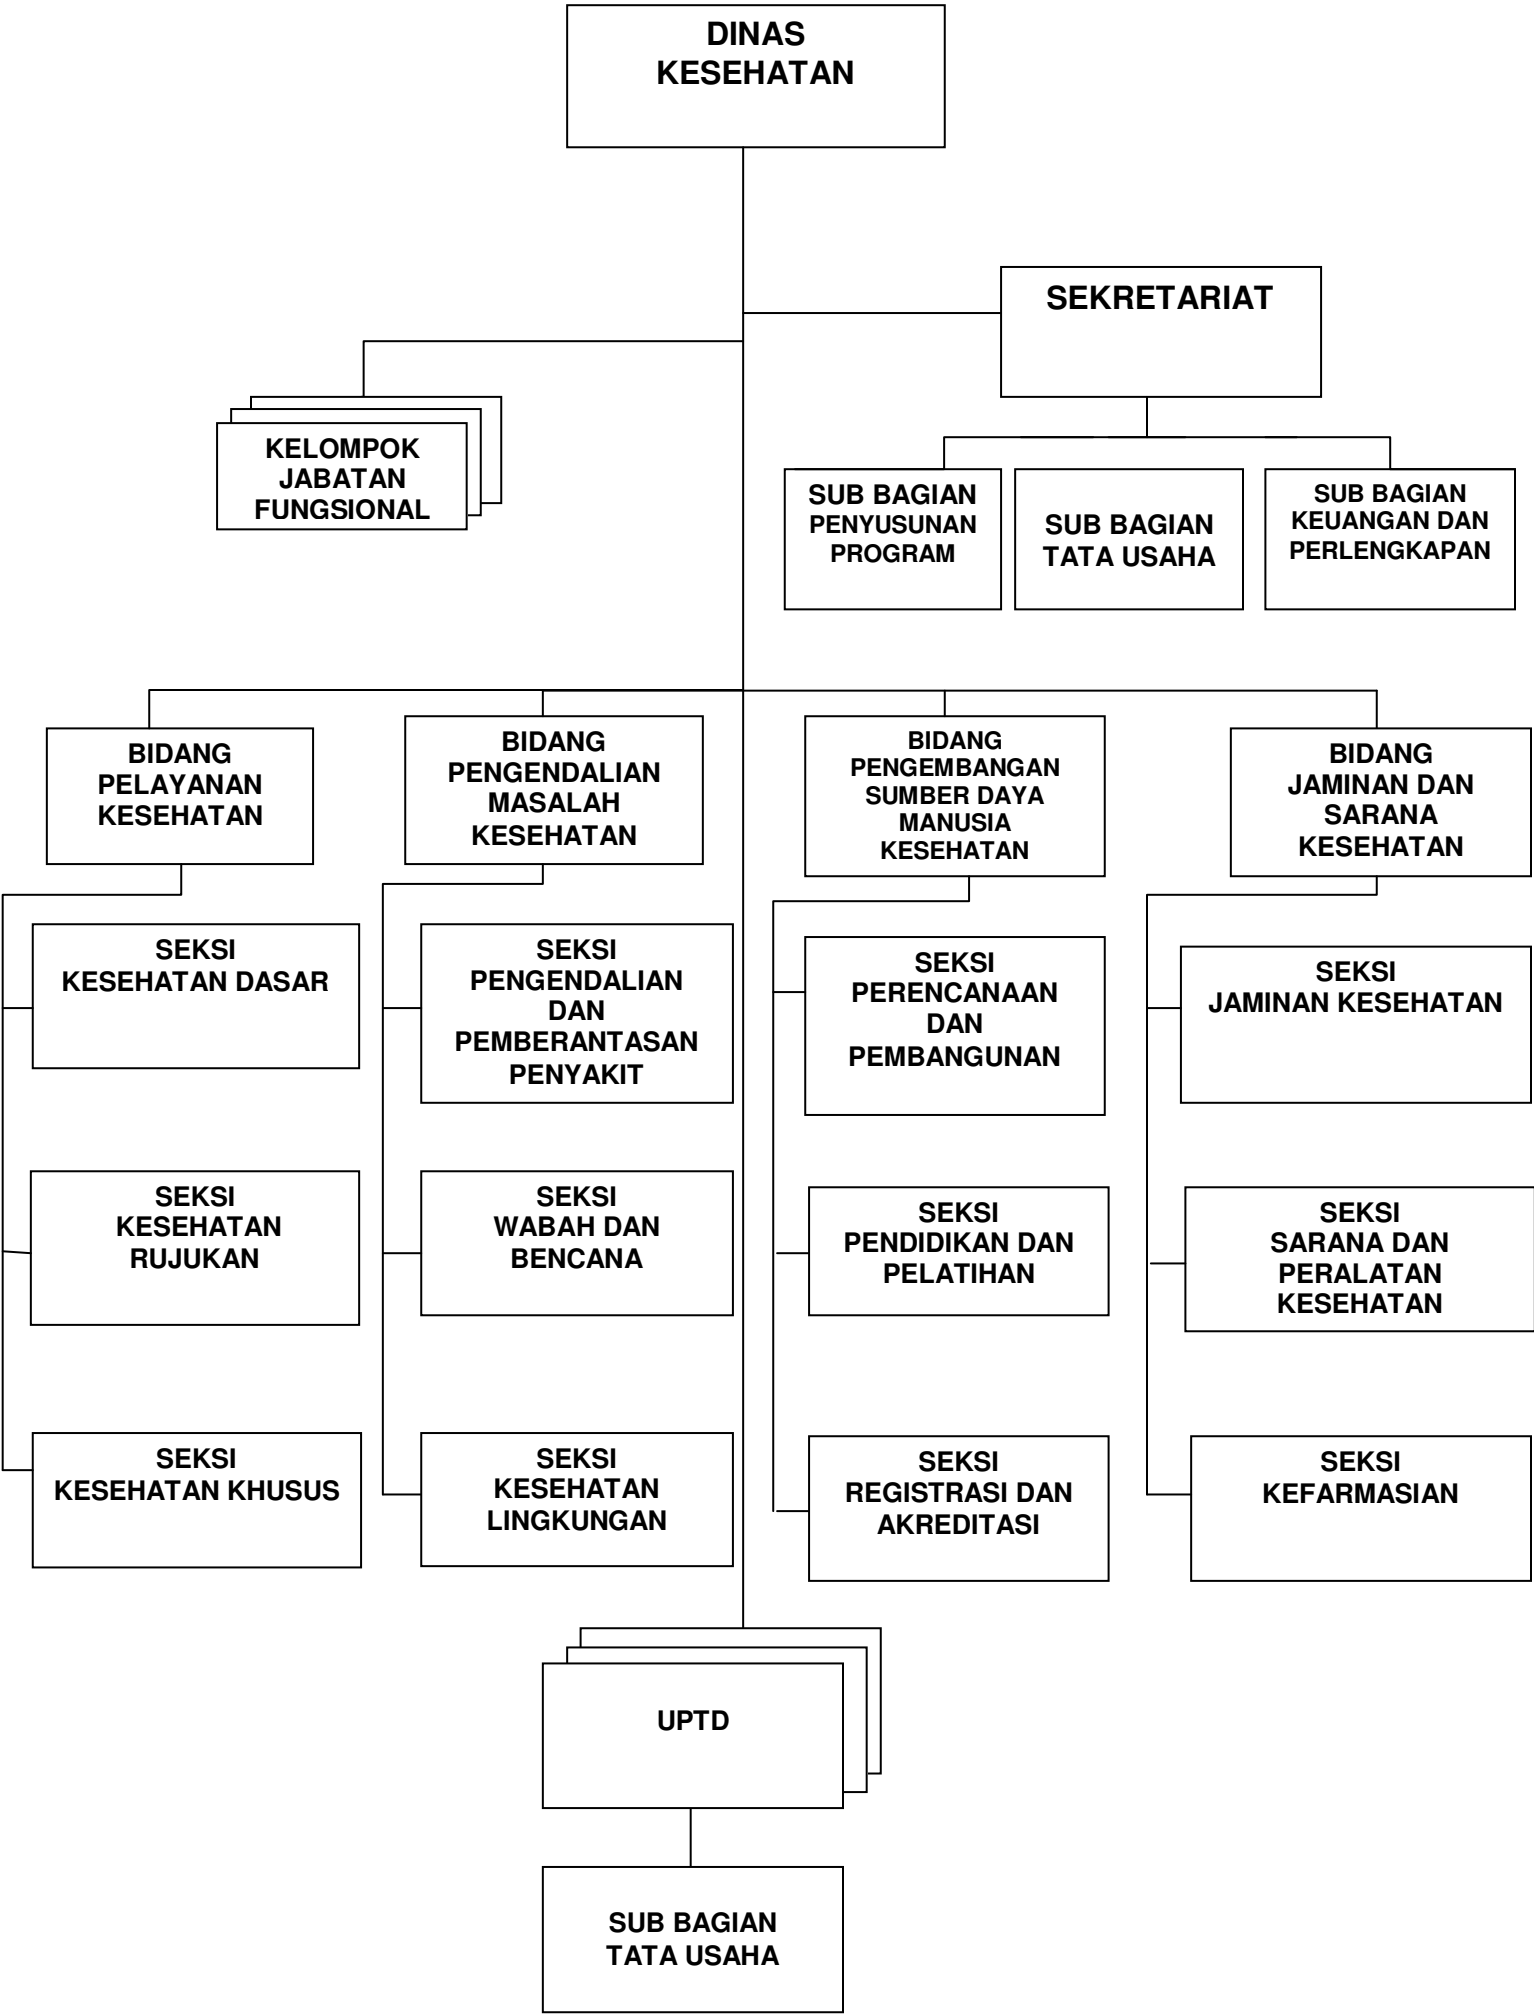 DINAS
KESEHATAN
SEKRETARIAT
KELOMPOK
JABATAN
FUNGSIONAL
SUB BAGIAN
PENYUSUNAN
PROGRAM
SUB BAGIAN
TATA USAHA
SUB BAGIAN
KEUANGAN DAN
PERLENGKAPAN
BIDANG
PELAYANAN
KESEHATAN
BIDANG
PENGENDALIAN
MASALAH
KESEHATAN
BIDANG
PENGEMBANGAN
SUMBER DAYA
MANUSIA
KESEHATAN
BIDANG
JAMINAN DAN
SARANA
KESEHATAN
SEKSI
KESEHATAN DASAR
SEKSI
PENGENDALIAN
DAN
PEMBERANTASAN
PENYAKIT
SEKSI
PERENCANAAN
DAN
PEMBANGUNAN
SEKSI
JAMINAN KESEHATAN
SEKSI
KESEHATAN
RUJUKAN
SEKSI
WABAH DAN
BENCANA
SEKSI
PENDIDIKAN DAN
PELATIHAN
SEKSI
SARANA DAN
PERALATAN
KESEHATAN
SEKSI
KESEHATAN KHUSUS
SEKSI
KESEHATAN
LINGKUNGAN
SEKSI
REGISTRASI DAN
AKREDITASI
SEKSI
KEFARMASIAN
UPTD
SUB BAGIAN
TATA USAHA